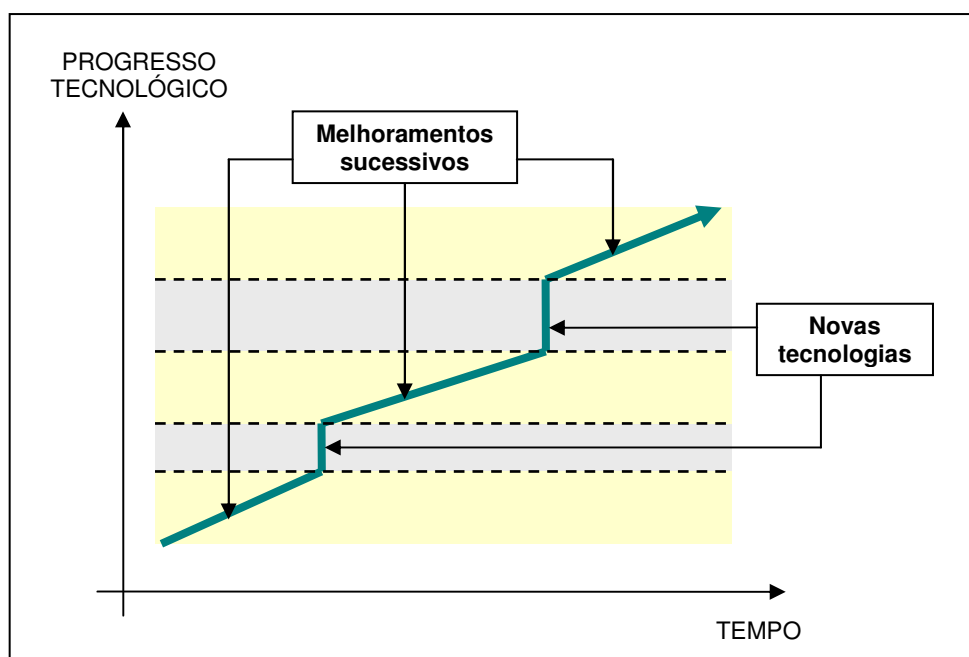 PROGRESSO
TECNOLÓGICO
Melhoramentos
sucessivos
Novas
tecnologias
TEMPO